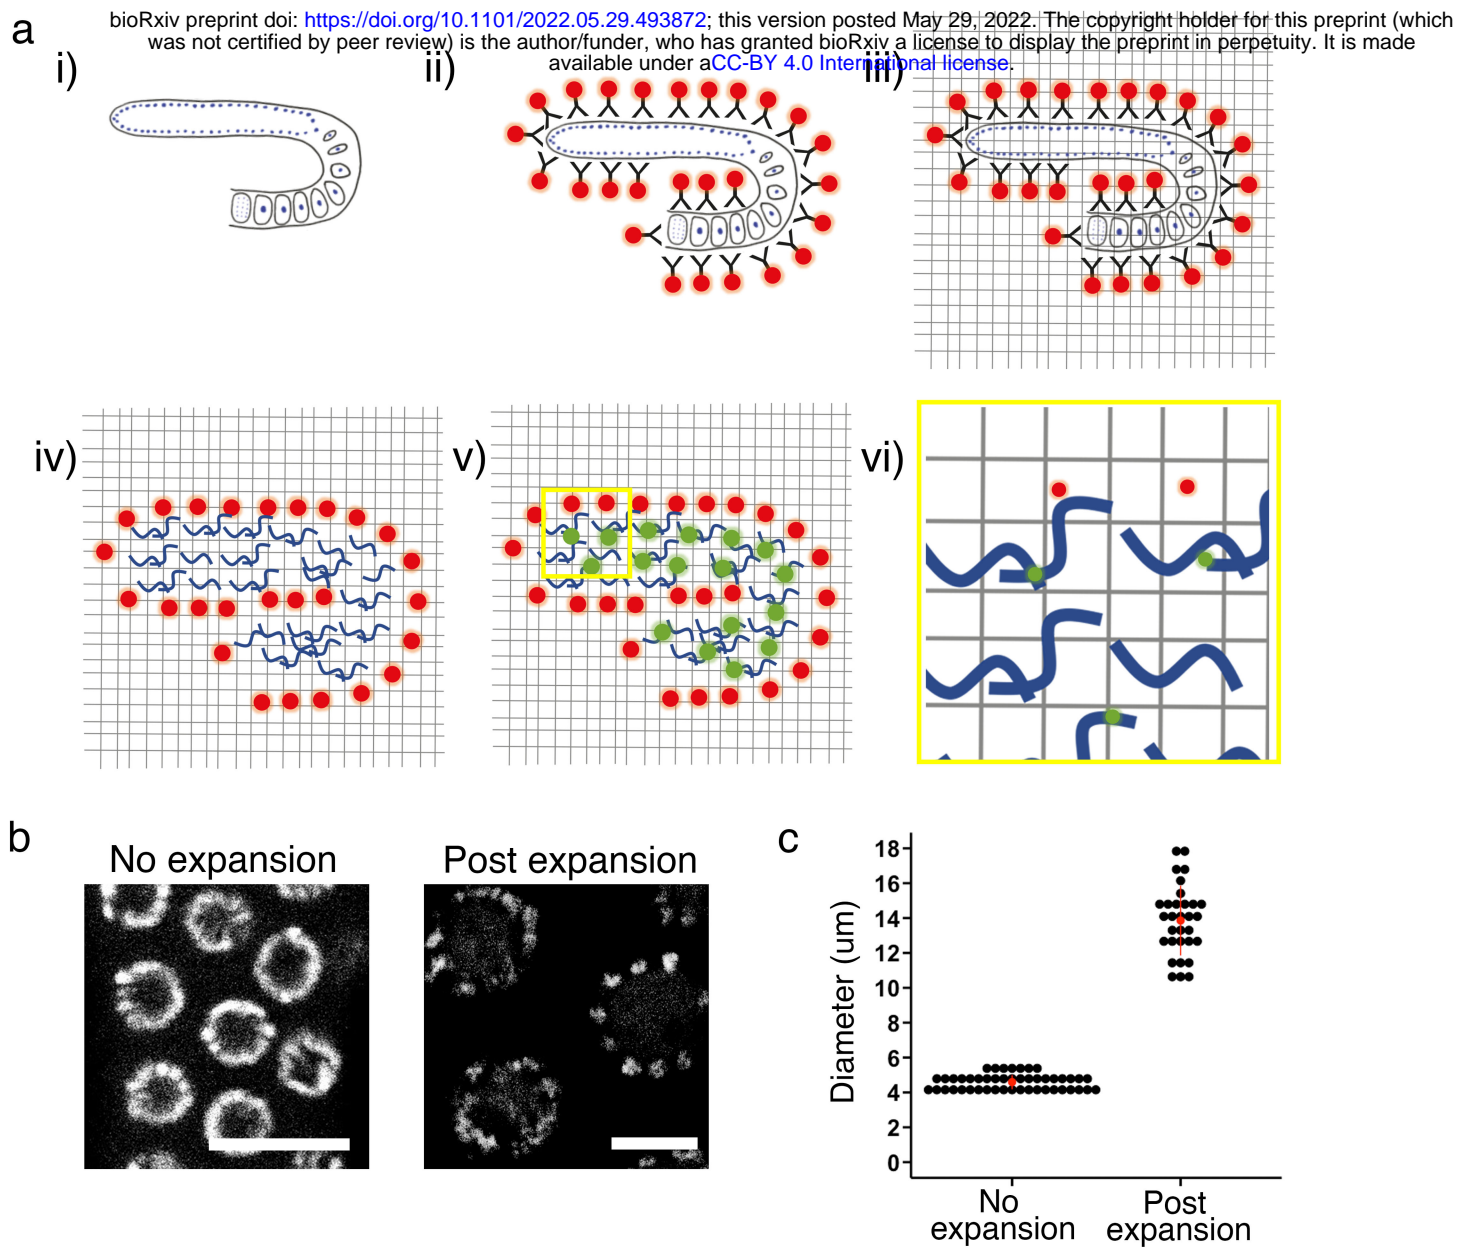 bioRxiv preprint doi: https://doi.org/10.1101/2022.05.29.493872; this version posted May 29, 2022. The copyright holder for this preprint (which
was not certified by peer review) is the author/funder, who has granted bioRxiv a license to display the preprint in perpetuity. It is made
available under aCC-BY 4.0 International license.
a
i)
ii)
iii)
iv)
v)
vi)
b
No expansion
Post expansion
c
Diameter (um)
18
16
14
12
10
8
6
4
2
0
No
expansion
Post
expansion